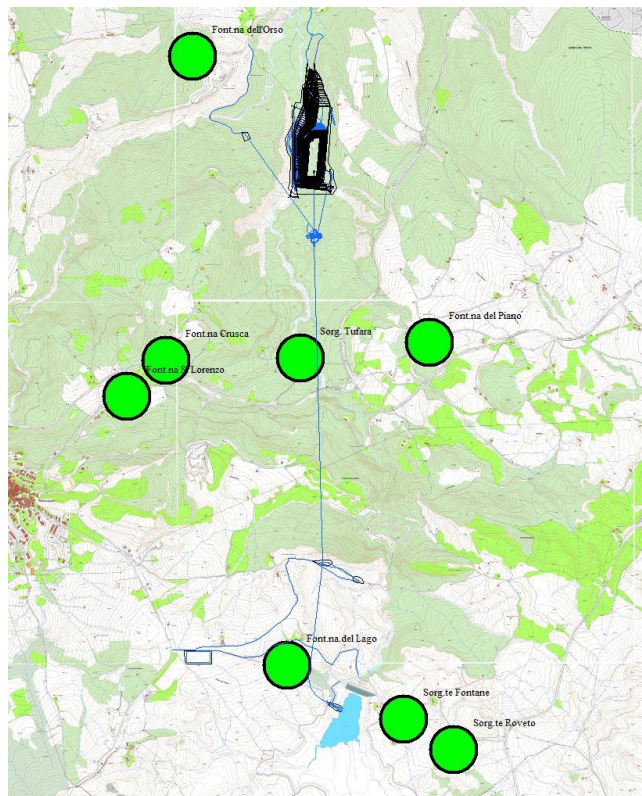 Font.na dell'Orso
Font.na del Piano
Font.na Crusca
Sorg. Tufara
Font.na S. Lorenzo
Font.na.del Lago
Sorg.te Fontane
Sorg.te Roveto